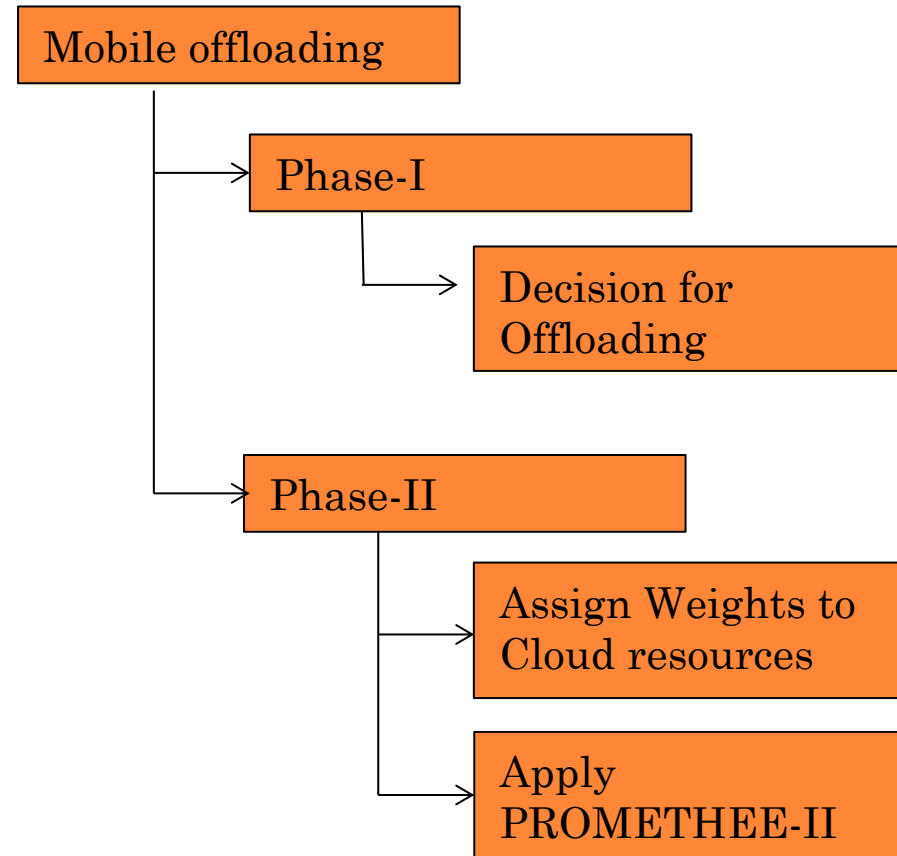 Mobile offloading
Phase-I
Decision for
Offloading
Phase-II
Assign Weights to
Cloud resources
Apply
PROMETHEE-II